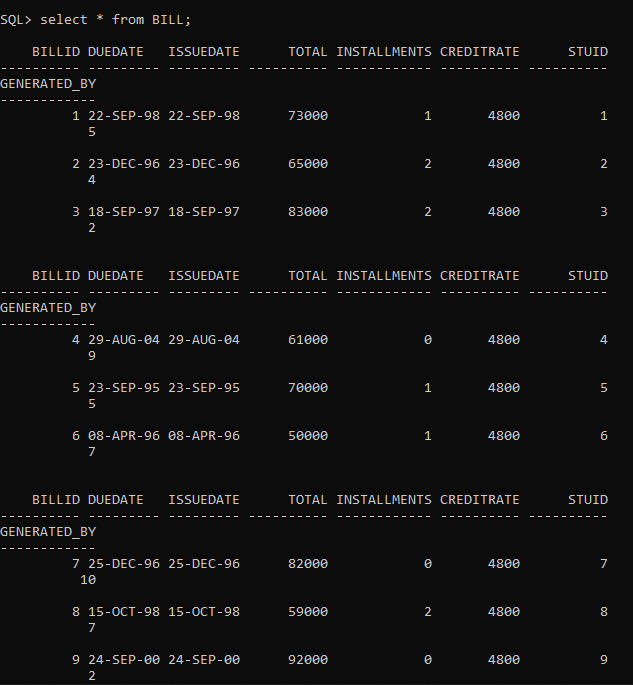 SQL> select * from BILL;
    BILLID DUEDATE   ISSUEDATE      TOTAL INSTALLMENTS CREDITRATE      STUID
---------- --------- --------- ---------- ------------ ---------- ----------
GENERATED_BY
------------
         1 22-SEP-98 22-SEP-98      73000            1       4800          1
           5
         2 23-DEC-96 23-DEC-96      65000            2       4800          2
           4
         3 18-SEP-97 18-SEP-97      83000            2       4800          3
           2
    BILLID DUEDATE   ISSUEDATE      TOTAL INSTALLMENTS CREDITRATE      STUID
---------- --------- --------- ---------- ------------ ---------- ----------
GENERATED_BY
------------
         4 29-AUG-04 29-AUG-04      61000            0       4800          4
           9
         5 23-SEP-95 23-SEP-95      70000            1       4800          5
           5
         6 08-APR-96 08-APR-96      50000            1       4800          6
           7
    BILLID DUEDATE   ISSUEDATE      TOTAL INSTALLMENTS CREDITRATE      STUID
---------- --------- --------- ---------- ------------ ---------- ----------
GENERATED_BY
------------
         7 25-DEC-96 25-DEC-96      82000            0       4800          7
          10
         8 15-OCT-98 15-OCT-98      59000            2       4800          8
           7
         9 24-SEP-00 24-SEP-00      92000            0       4800          9
           2